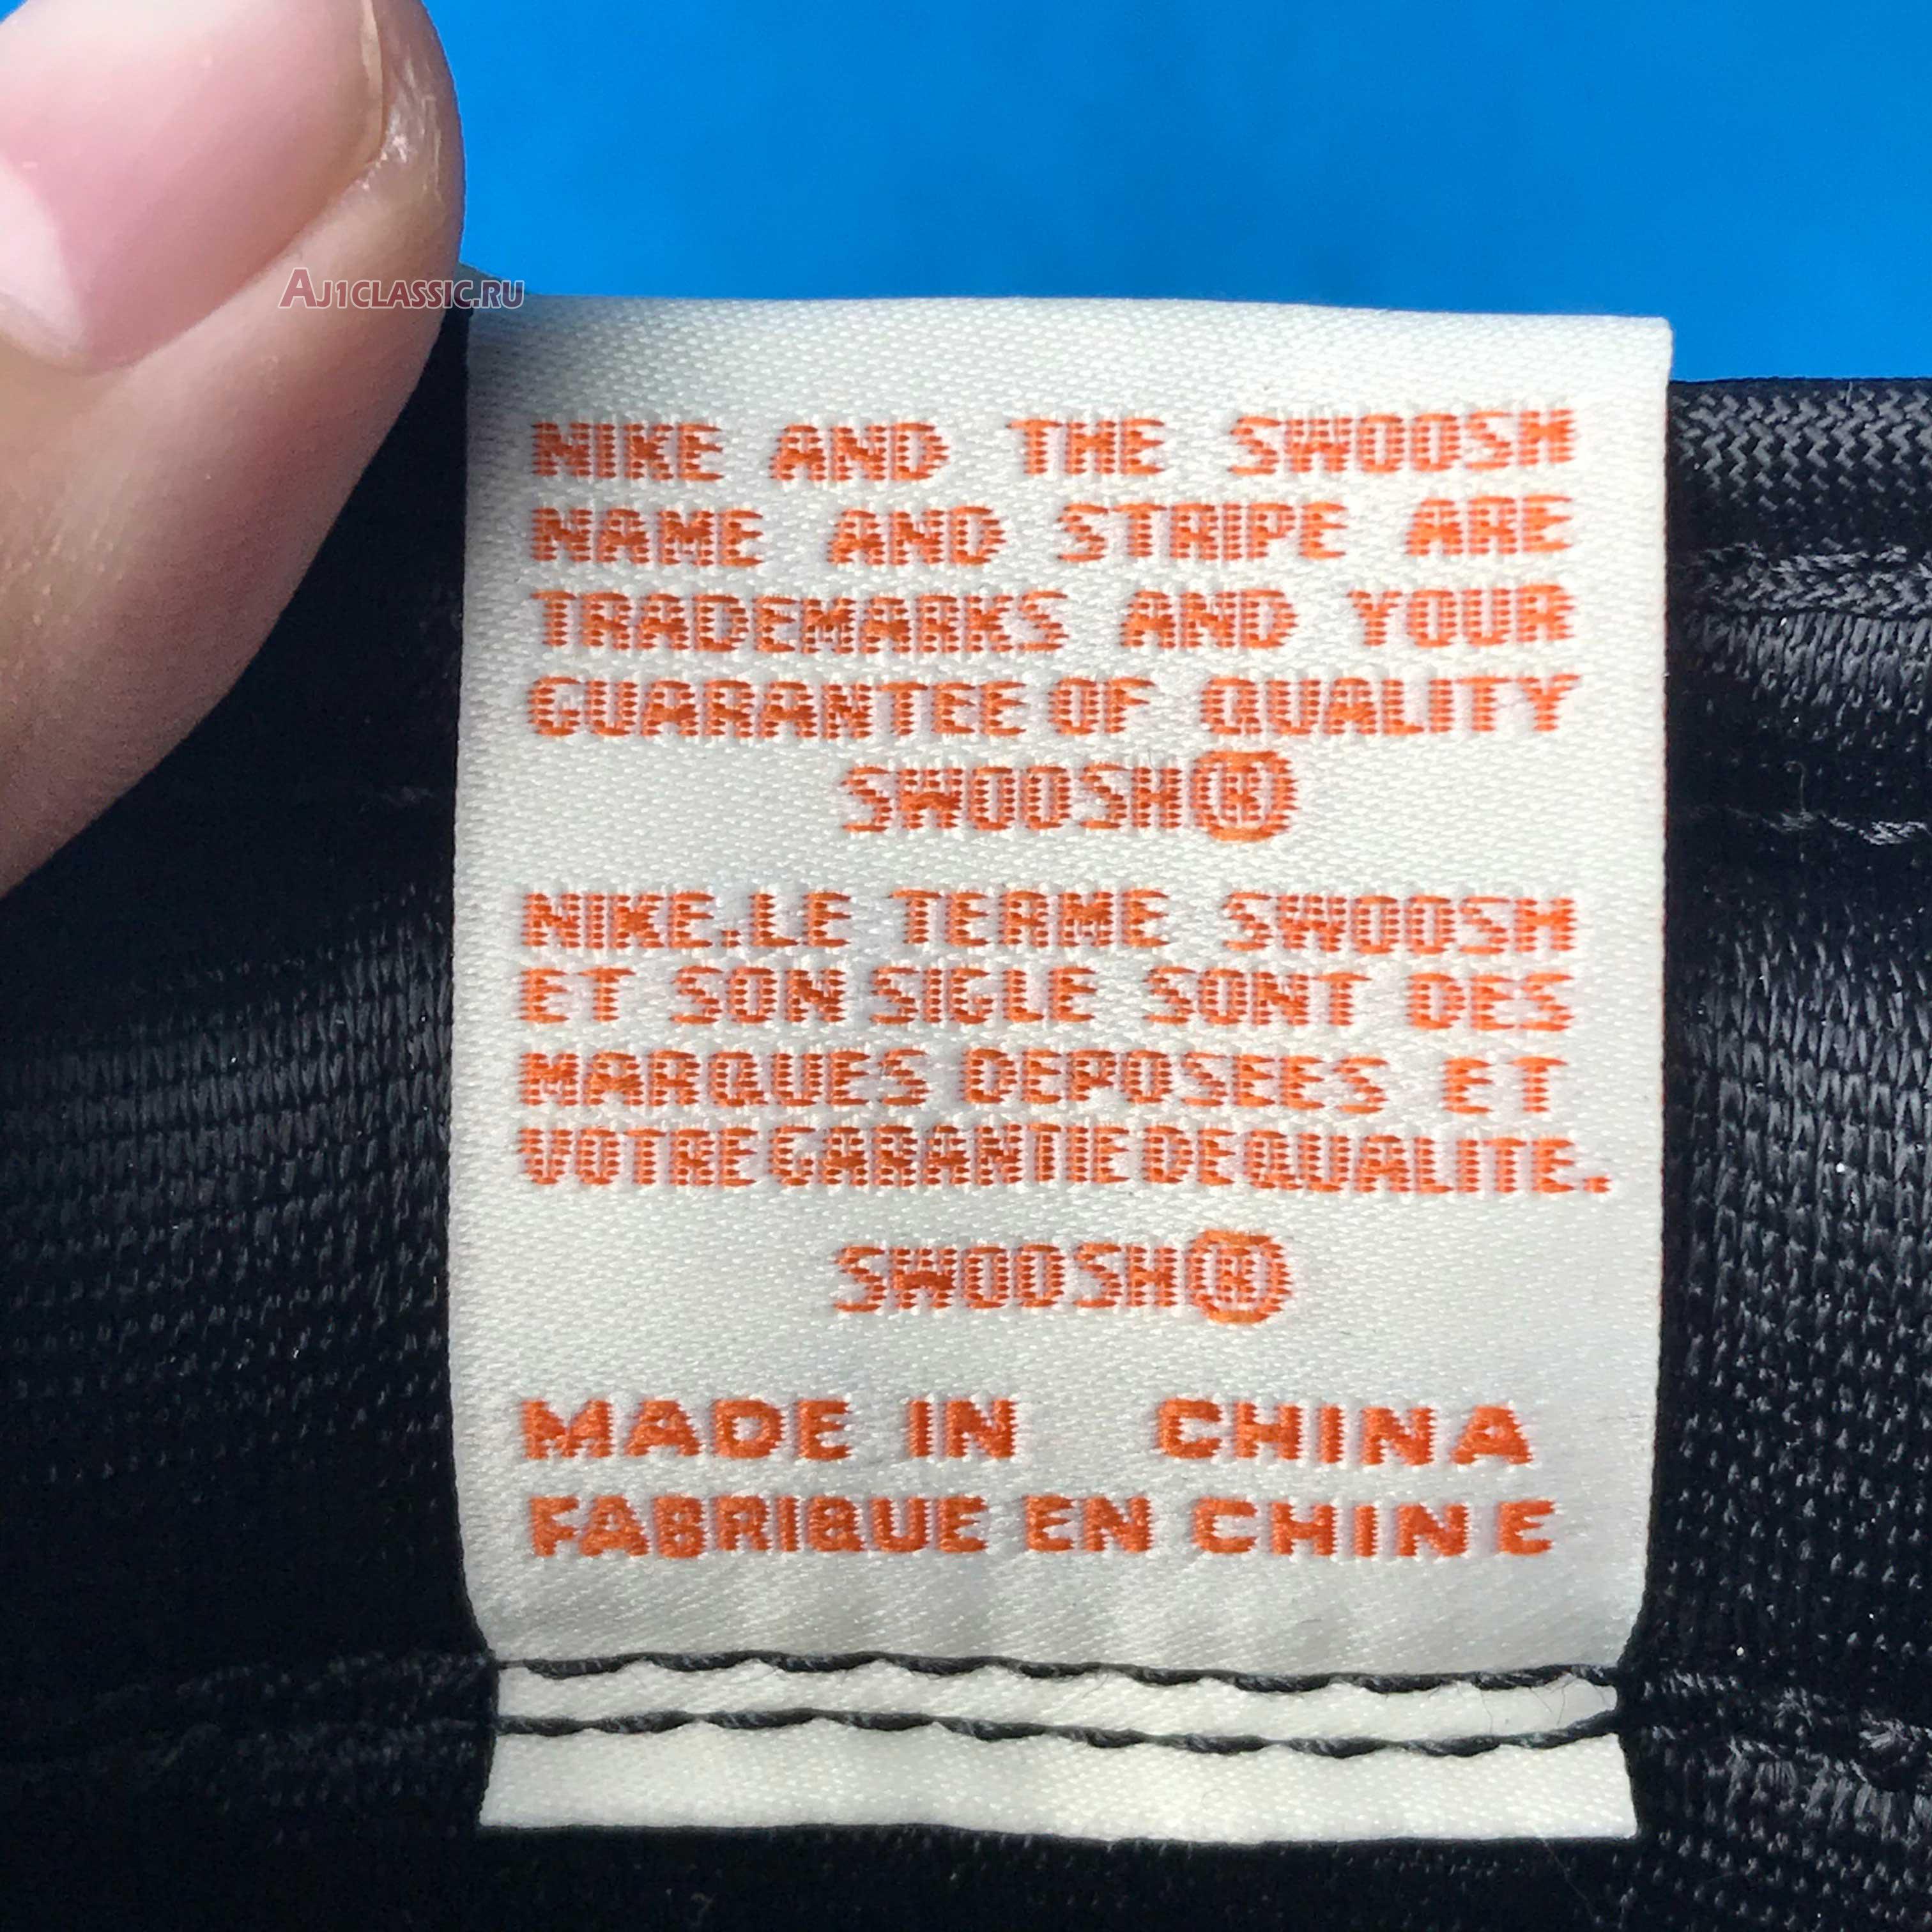 AJ1CLASSIC.RU
NIKE AND THE SWOOSH
NAME AND STRIPE ARE
TRADEMARKS AND YOUR
GUARANTEE OF QUALITY
SWOOSH®
NIKE.LE TERME SWOOSH
ET SON SIGLE SONT DES
MARQUES DEPOSEES ET
VOTRE GARANTIE DE QUALITE.
SWOOSH®
MADE IN CHINA
FABRIQUE EN CHINE